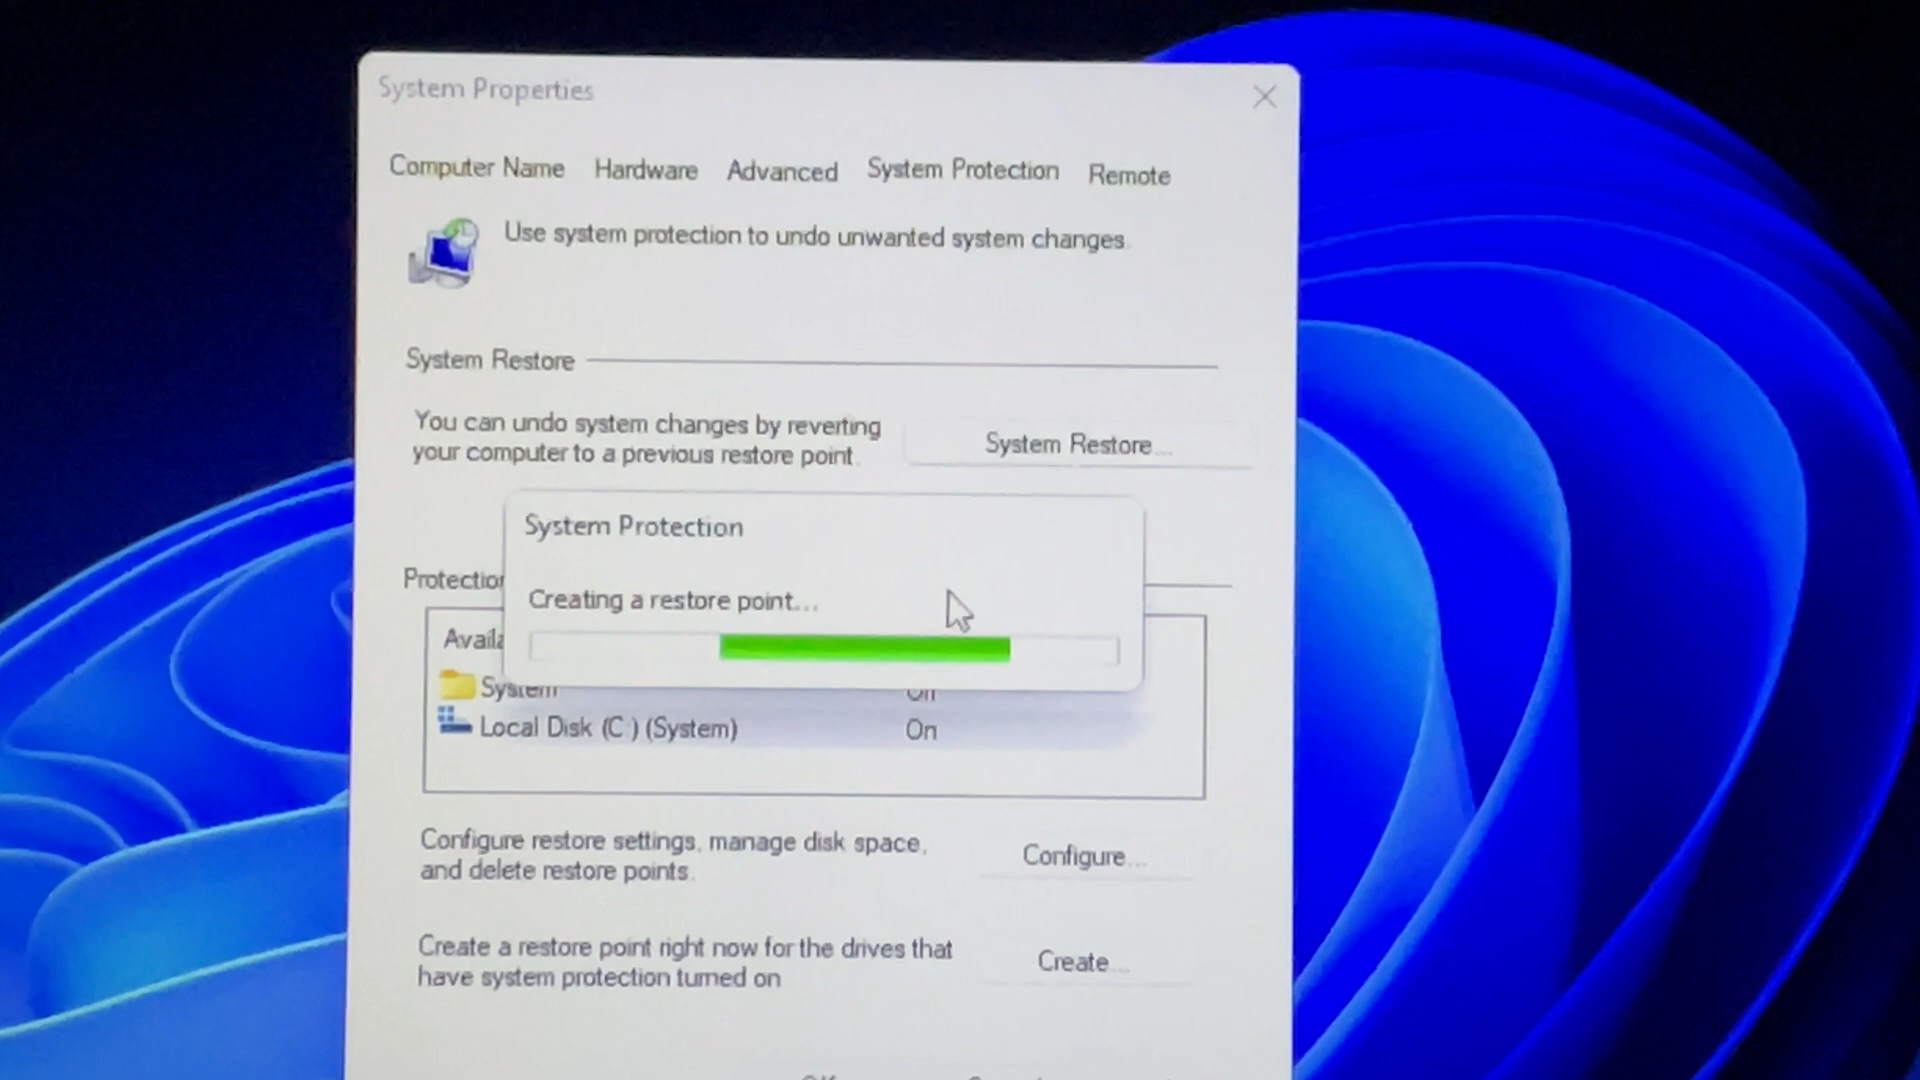 System Properties
Computer Name Hardware Advanced System Protection Remote
Use system protection to undo unwanted system changes.
System Restore
You can undo system changes by reverting
your computer to a previous restore point.
System Restore...
System Protection
Creating a restore point...
System
Local Disk (C:) (System) On
Configure restore settings, manage disk space,
and delete restore points.
Configure...
Create a restore point right now for the drives that
have system protection turned on
Create...